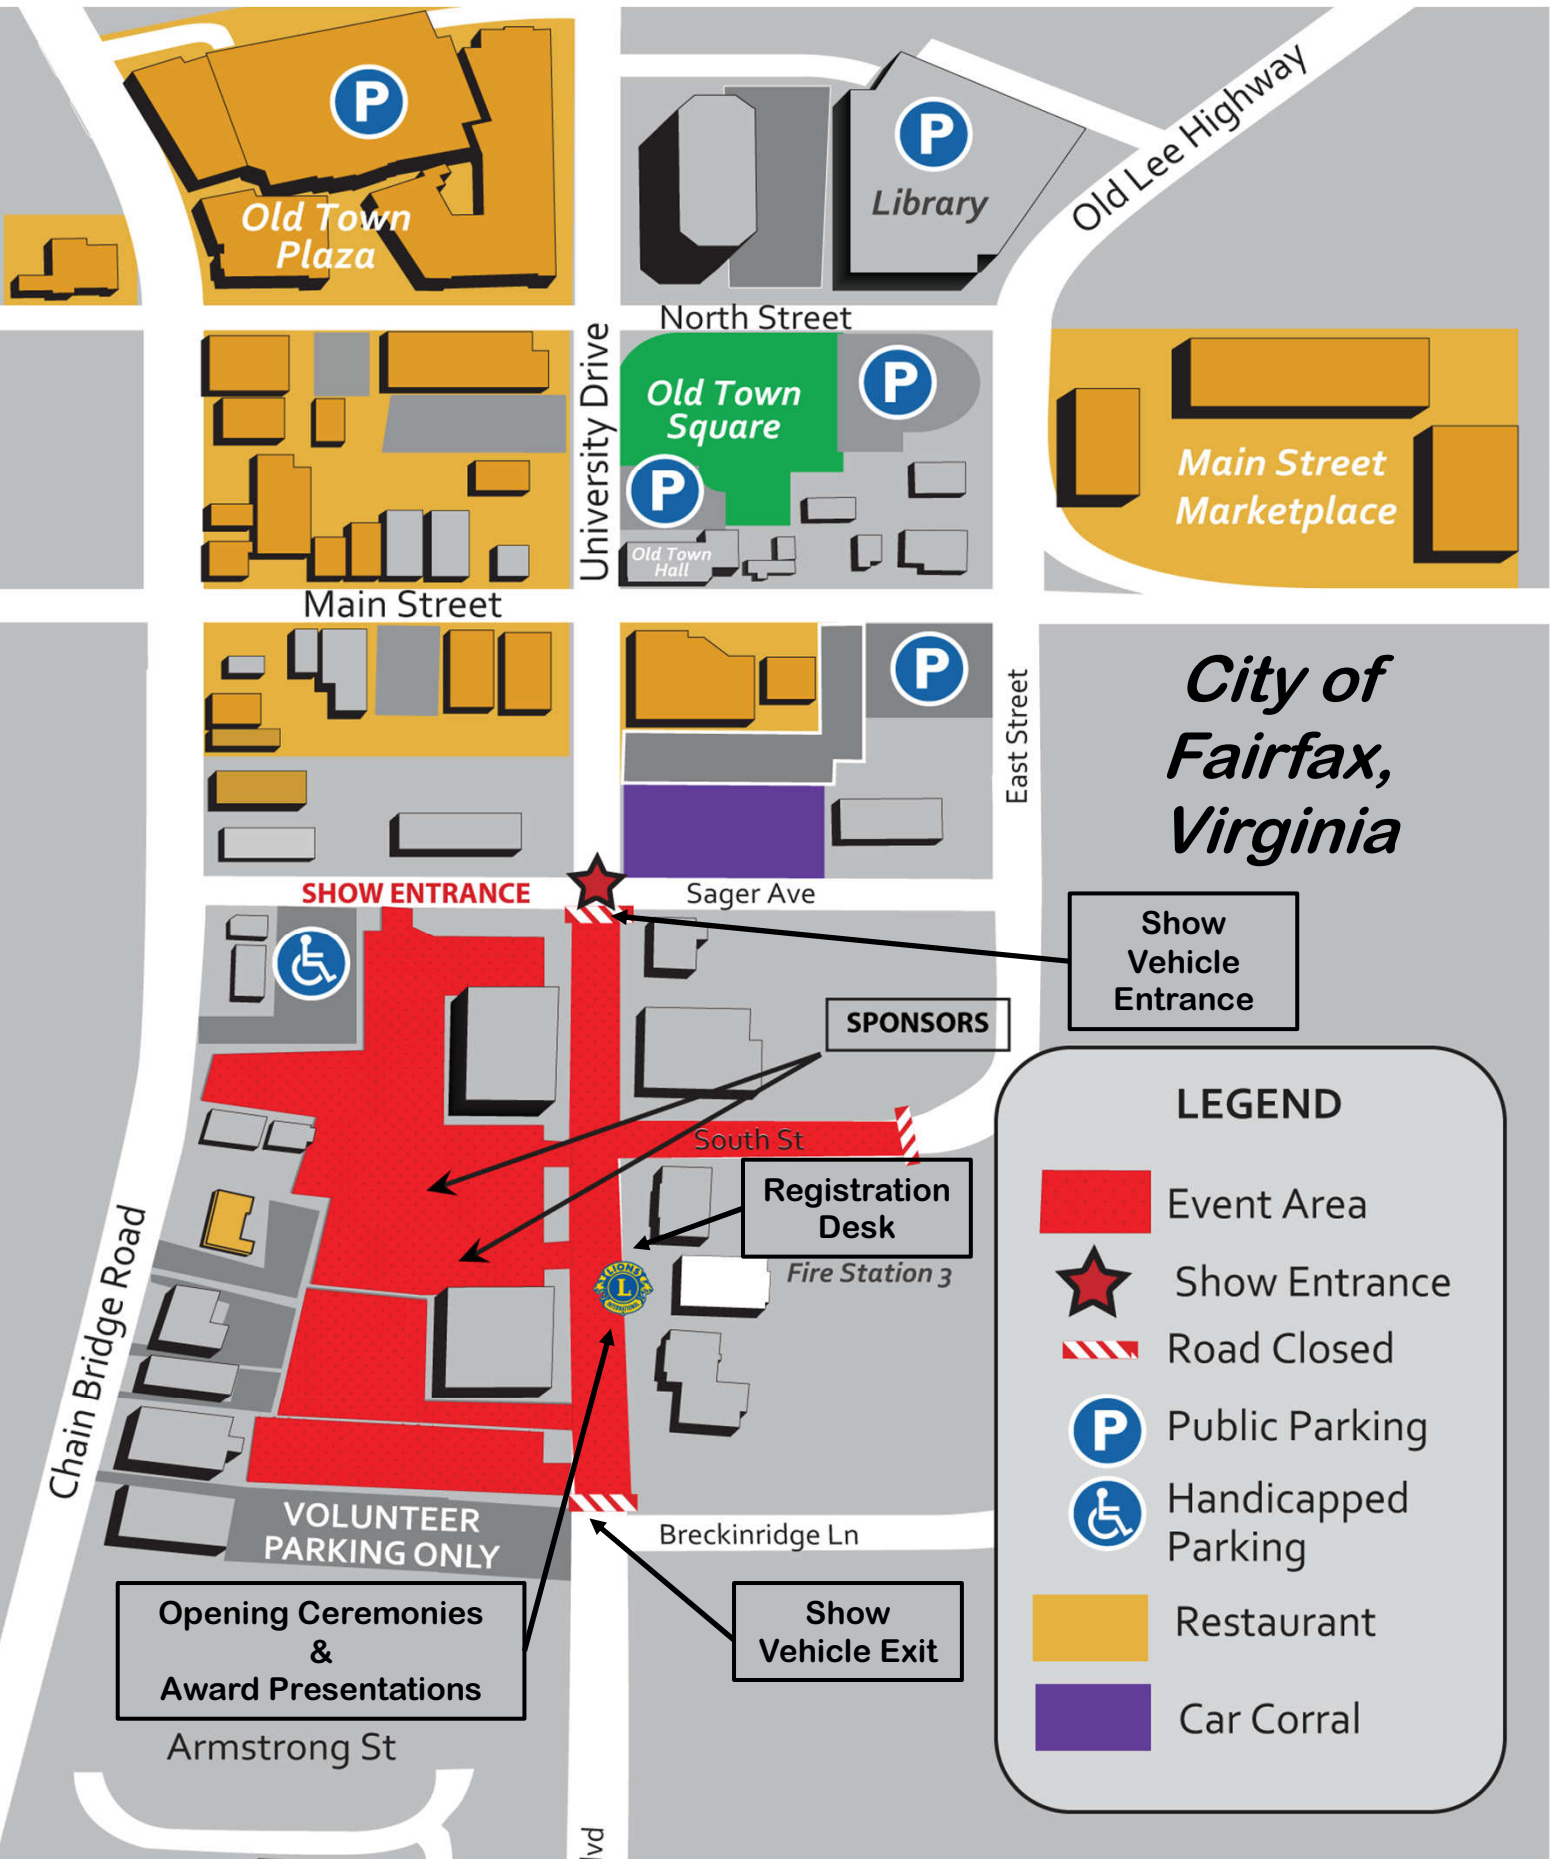 P
P
Library
Old Lee Highway
Old Town
Plaza
North Street
University Drive
Old Town
Square
P
P
Old Town
Hall
Main Street
Marketplace
Main Street
P
East Street
City of
Fairfax,
Virginia
SHOW ENTRANCE
Sager Ave
Show
Vehicle
Entrance
SPONSORS
South St
Registration
Desk
LIONS
L
INTERNATIONAL
Fire Station 3
Chain Bridge Road
VOLUNTEER
PARKING ONLY
Breckinridge Ln
Opening Ceremonies
&
Award Presentations
Show
Vehicle Exit
Armstrong St
lvd
LEGEND
Event Area
Show Entrance
Road Closed
P
Public Parking
Handicapped
Parking
Restaurant
Car Corral